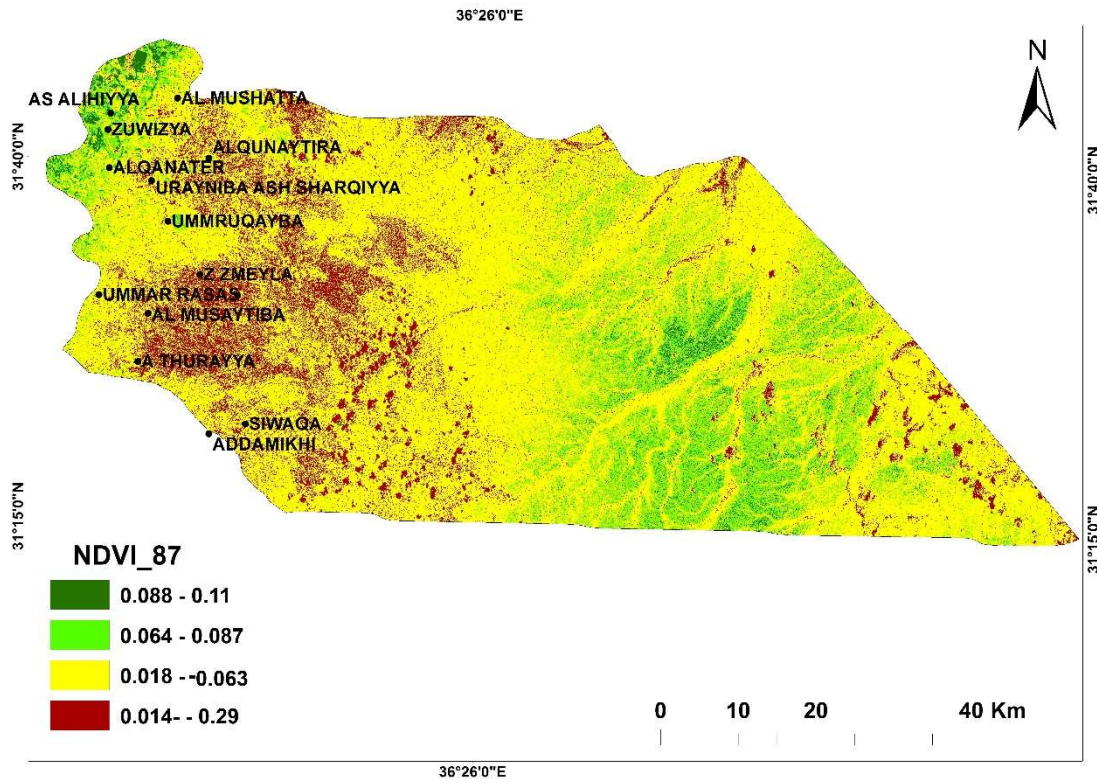 36°26'0"E
N
AS ALIHIYYA
AL MUSHATTA
ZUWIZYA
ALQUNAYTIRA
31°40'0"N
31°40'0"N
ALQANATER
URAYNIBA ASH SHARQIYYA
UMMRUQAYBA
Z ZMEYLA
UMMAR RASAS
AL MUSAYTIBA
A THURAYYA
SIWAQA
ADDAMIKHI
31°15'0"N
31°15'0"N
NDVI_87
0.088 - 0.11
0.064 - 0.087
0.018 - -0.063
0.014- - 0.29
0 10 20 40 Km
36°26'0"E